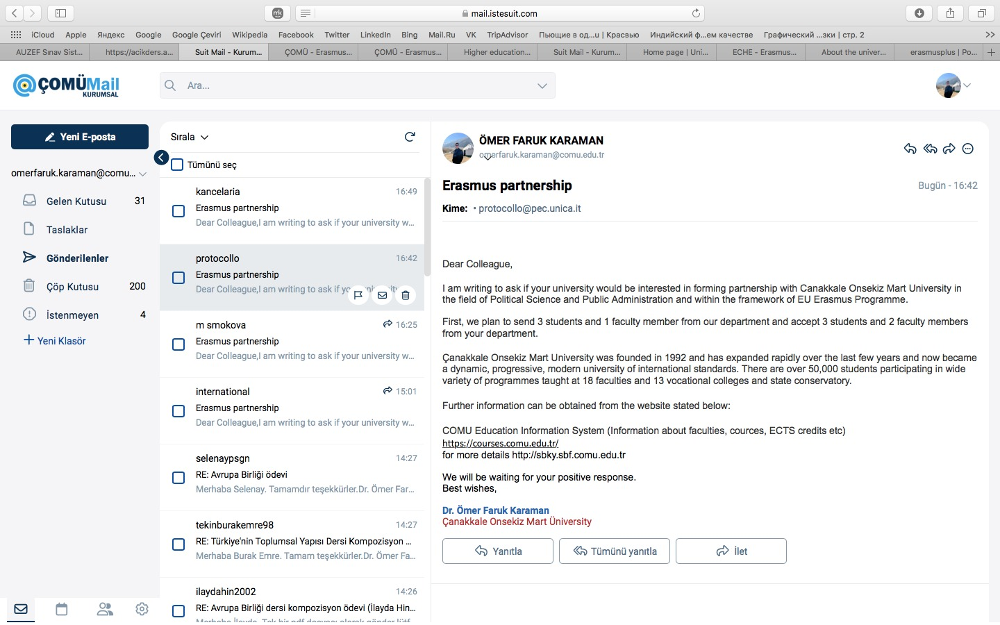 mail.istesuit.com
iCloud Apple Яндекс Google Google Çeviri Wikipedia Facebook Twitter LinkedIn Bing Mail.Ru VK TripAdvisor Пьющие в од...u | Красвью Индийский ф...ем качестве Графический ...зки | стр. 2
AUZEF Sınav Sist... https://acikders.a... Suit Mail - Kurum... ÇOMÜ - Erasmus... ÇOMÜ - Erasmus... Higher education... Suit Mail - Kurum... Home page | Uni... ECHE - Erasmus... About the univer... erasmusplus | Po...
ÇOMÜMail
KURUMSAL
Ara...
Yeni E-posta
omerfaruk.karaman@comu...
Gelen Kutusu 31
Taslaklar
Gönderilenler
Çöp Kutusu 200
İstenmeyen 4
Yeni Klasör
Sırala
Tümünü seç
kancelaria 16:49
Erasmus partnership
Dear Colleague,I am writing to ask if your university w...
protocollo 16:42
Erasmus partnership
Dear Colleague,I am writing to ask if
m smokova 16:25
Erasmus partnership
Dear Colleague,I am writing to ask if your university w...
international 15:01
Erasmus partnership
Dear Colleague,I am writing to ask if your university w...
selenaypsgn 14:27
RE: Avrupa Birliği ödevi
Merhaba Selenay. Tamamdır teşekkürler.Dr. Ömer Far...
tekinburakemre98 14:27
RE: Türkiye'nin Toplumsal Yapısı Dersi Kompozisyon ...
Merhaba Burak Emre. Tamam teşekkürler.Dr. Ömer Fa...
ilaydahin2002 14:26
RE: Avrupa Birliği dersi kompozisyon ödevi (İlayda Hin...
ÖMER FARUK KARAMAN
omerfaruk.karaman@comu.edu.tr
Erasmus partnership Bugün - 16:42
Kime: • protocollo@pec.unica.it
Dear Colleague,
I am writing to ask if your university would be interested in forming partnership with Canakkale Onsekiz Mart University in
the field of Political Science and Public Administration and within the framework of EU Erasmus Programme.
First, we plan to send 3 students and 1 faculty member from our department and accept 3 students and 2 faculty members
from your department.
Çanakkale Onsekiz Mart University was founded in 1992 and has expanded rapidly over the last few years and now became
a dynamic, progressive, modern university of international standards. There are over 50,000 students participating in wide
variety of programmes taught at 18 faculties and 13 vocational colleges and state conservatory.
Further information can be obtained from the website stated below:
COMU Education Information System (Information about faculties, cources, ECTS credits etc)
https://courses.comu.edu.tr/
for more details http://sbky.sbf.comu.edu.tr
We will be waiting for your positive response.
Best wishes,
Dr. Ömer Faruk Karaman
Çanakkale Onsekiz Mart Üniversity
Yanıtla Tümünü yanıtla İlet